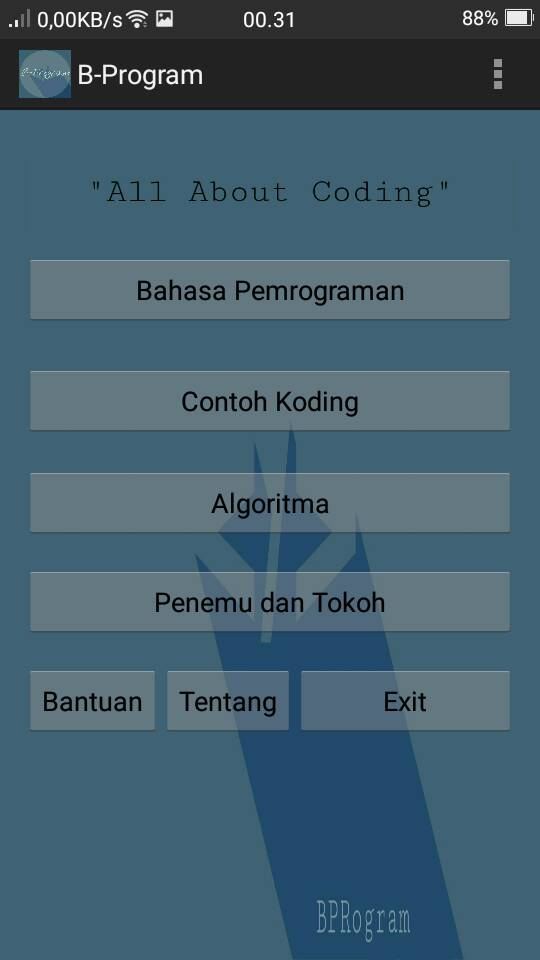 0,00KB/s 00.31 88%
B-Program B-Program
"All About Coding"
Bahasa Pemrograman
Contoh Koding
Algoritma
Penemu dan Tokoh
Bantuan Tentang Exit
BPRogram